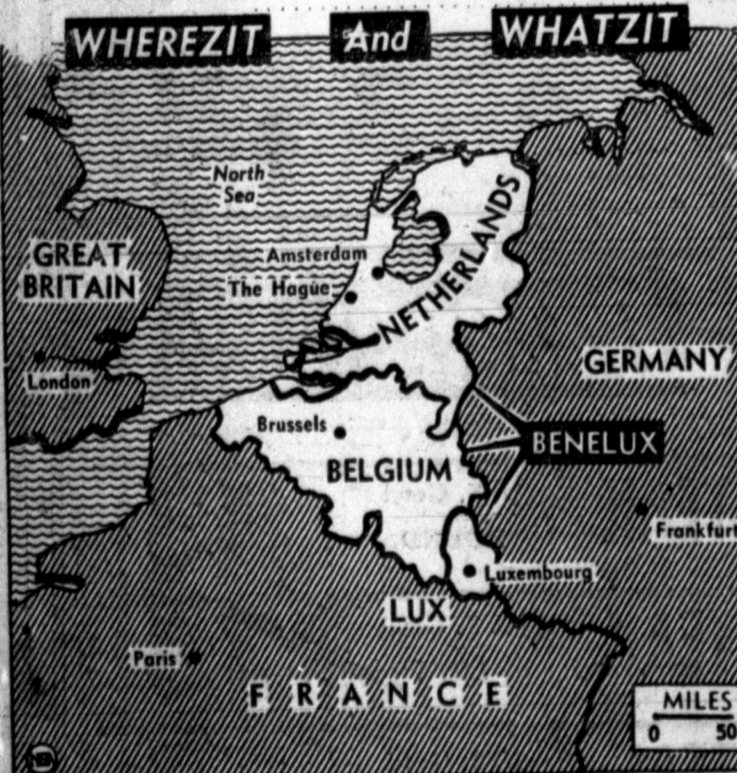 WHEREZIT And WHATZIT
North
Sea
GREAT
BRITAIN
Amsterdam
The Hague
NETHERLANDS
London
GERMANY
Brussels
BENELUX
BELGIUM
Frankfurt
Luxembourg
LUX
Paris
FRANCE
MILES
0 50
NEA